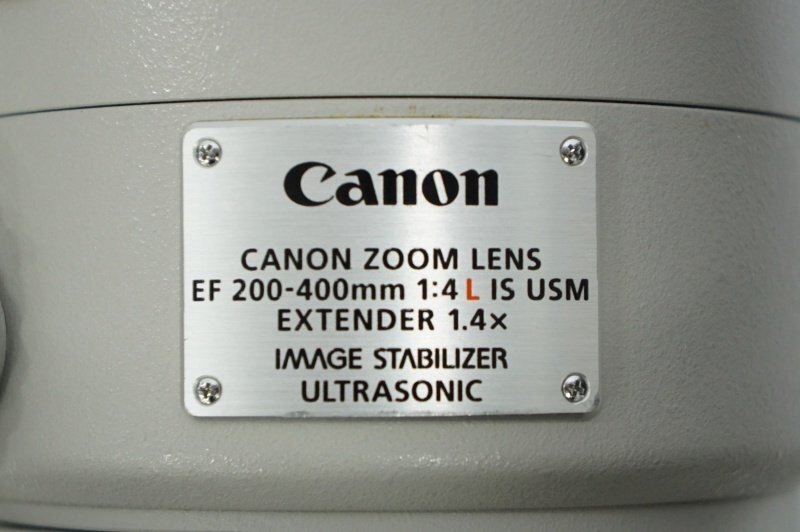 Canon
CANON ZOOM LENS
EF 200-400mm 1:4 L IS USM
EXTENDER 1.4×
IMAGE STABILIZER
ULTRASONIC